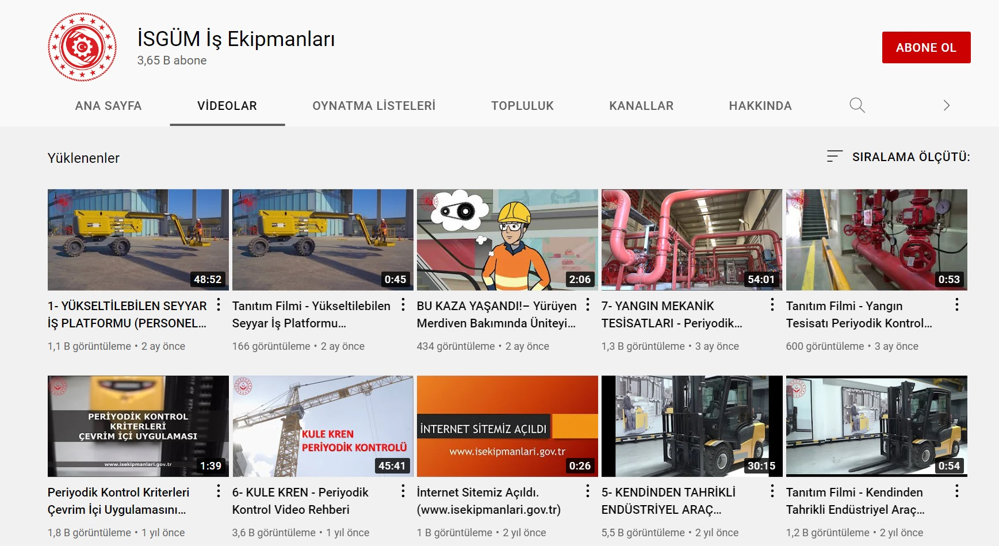 İSGÜM İş Ekipmanları
3,65 B abone
ABONE OL
ANA SAYFA
VİDEOLAR
OYNATMA LİSTELERİ
TOPLULUK
KANALLAR
HAKKINDA
Yüklenenler
SIRALAMA ÖLÇÜTÜ:
48:52
1- YÜKSELTİLEBİLEN SEYYAR
İŞ PLATFORMU (PERSONEL...
1,1 B görüntüleme • 2 ay önce
0:45
Tanıtım Filmi - Yükseltilebilen
Seyyar İş Platformu...
166 görüntüleme • 2 ay önce
2:06
BU KAZA YAŞANDI!– Yürüyen
Merdiven Bakımında Üniteyi...
434 görüntüleme • 2 ay önce
54:01
7- YANGIN MEKANİK
TESİSATLARI - Periyodik...
1,3 B görüntüleme • 3 ay önce
0:53
Tanıtım Filmi - Yangın
Tesisatı Periyodik Kontrol...
600 görüntüleme • 3 ay önce
PERİYODİK KONTROL
KRİTERLERİ
ÇEVRİM İÇİ UYGULAMASI
www.isekipmanlari.gov.tr
1:39
Periyodik Kontrol Kriterleri
Çevrim İçi Uygulamasını...
1,8 B görüntüleme • 1 yıl önce
KULE KREN
PERİYODİK KONTROLÜ
45:41
6- KULE KREN - Periyodik
Kontrol Video Rehberi
3,6 B görüntüleme • 1 yıl önce
İNTERNET SİTEMİZ AÇILDI
www.isekipmanlari.gov.tr
0:26
İnternet Sitemiz Açıldı.
(www.isekipmanlari.gov.tr)
1 B görüntüleme • 2 yıl önce
30:15
5- KENDİNDEN TAHRİKLİ
ENDÜSTRİYEL ARAÇ...
5,5 B görüntüleme • 2 yıl önce
0:54
Tanıtım Filmi - Kendinden
Tahrikli Endüstriyel Araç...
1,2 B görüntüleme • 2 yıl önce